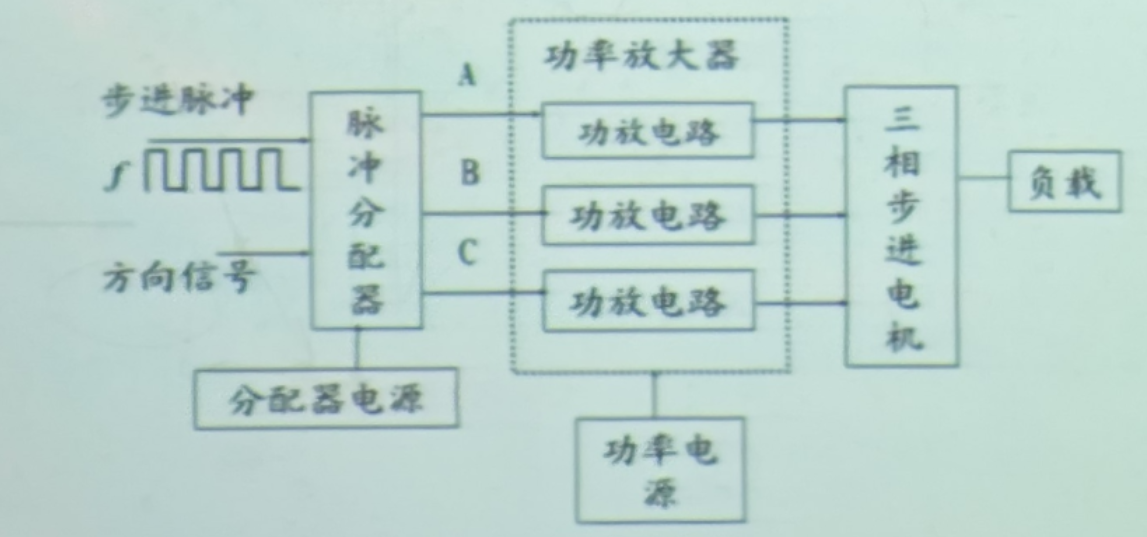 步进脉冲
f
方向信号
脉冲分配器
分配器电源
A
B
C
功率放大器
功放电路
功放电路
功放电路
功率电
源
三相步进电机
负载